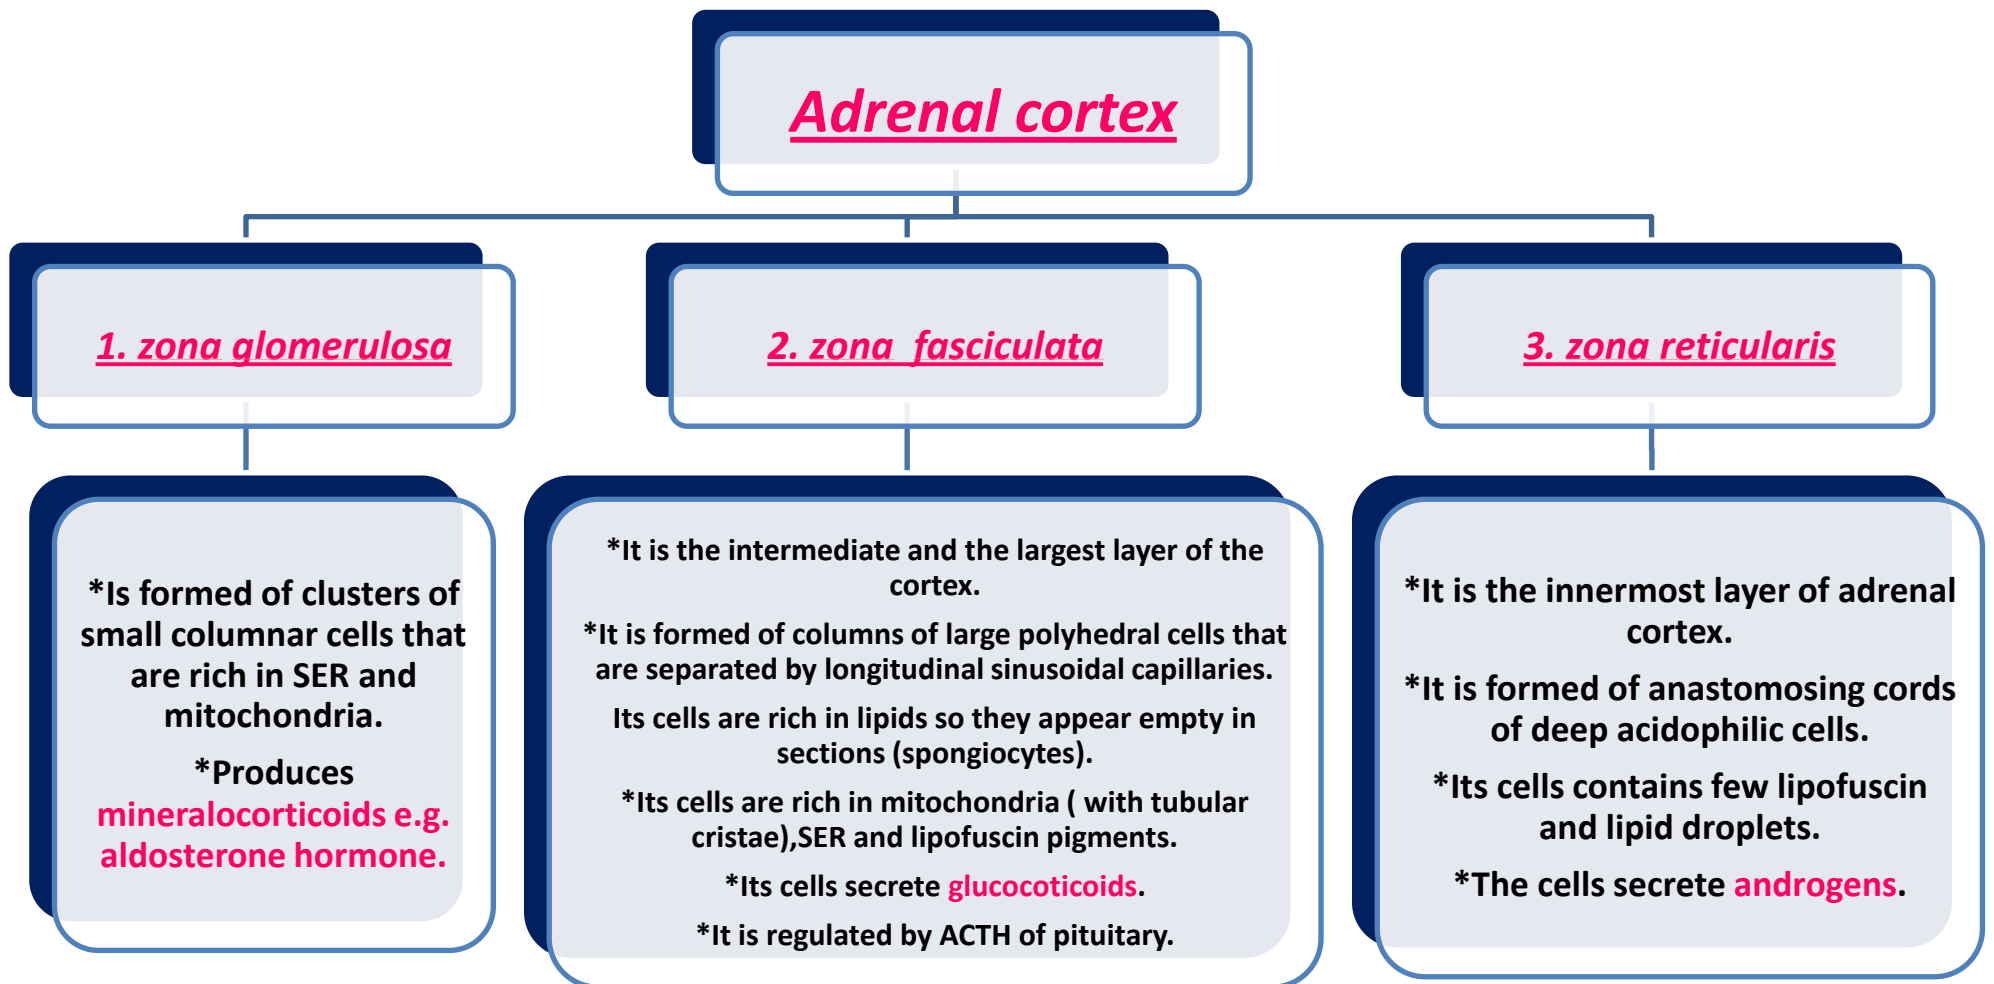 Adrenal cortex
1. zona glomerulosa
2. zona  fasciculata
3. zona reticularis
*Is formed of clusters of
small columnar cells that
are rich in SER and
mitochondria.
*Produces
mineralocorticoids e.g.
aldosterone hormone.
*It is the intermediate and the largest layer of the
cortex.
*It is formed of columns of large polyhedral cells that
are separated by longitudinal sinusoidal capillaries.
Its cells are rich in lipids so they appear empty in
sections (spongiocytes).
*Its cells are rich in mitochondria ( with tubular
cristae),SER and lipofuscin pigments.
*Its cells secrete glucocoticoids.
*It is regulated by ACTH of pituitary.
*It is the innermost layer of adrenal
cortex.
*It is formed of anastomosing cords
of deep acidophilic cells.
*Its cells contains few lipofuscin
and lipid droplets.
*The cells secrete androgens.